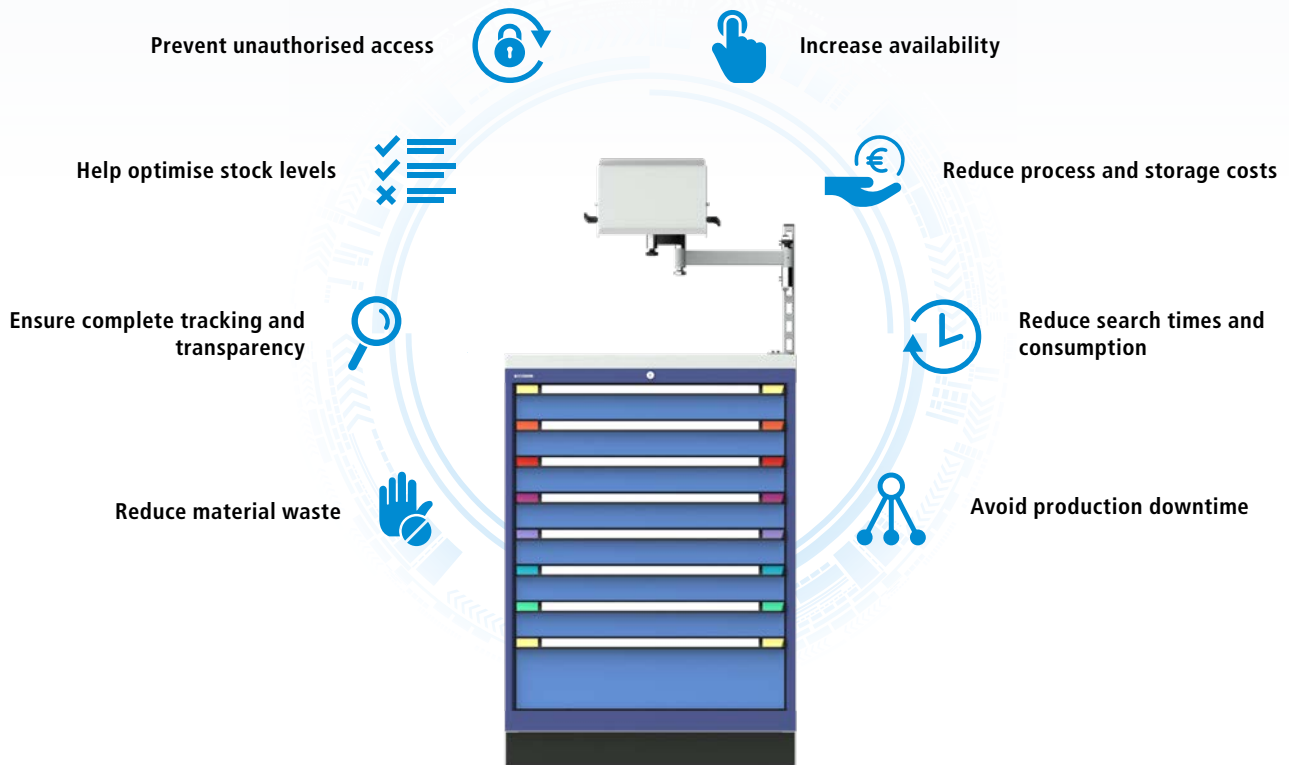 Prevent unauthorised access
Increase availability
Help optimise stock levels
€
Reduce process and storage costs
Ensure complete tracking and
transparency
Reduce search times and
consumption
Reduce material waste
Avoid production downtime